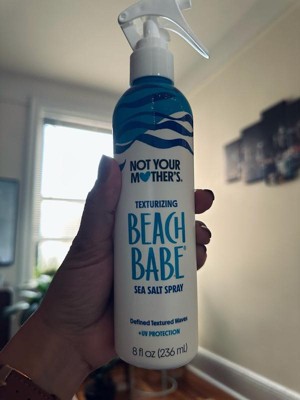 NOT YOUR
MOTHER'S.
TEXTURIZING
BEACH
BABE®
SEA SALT SPRAY
Defined Textured Waves
+UV PROTECTION
8 fl oz (236 mL)